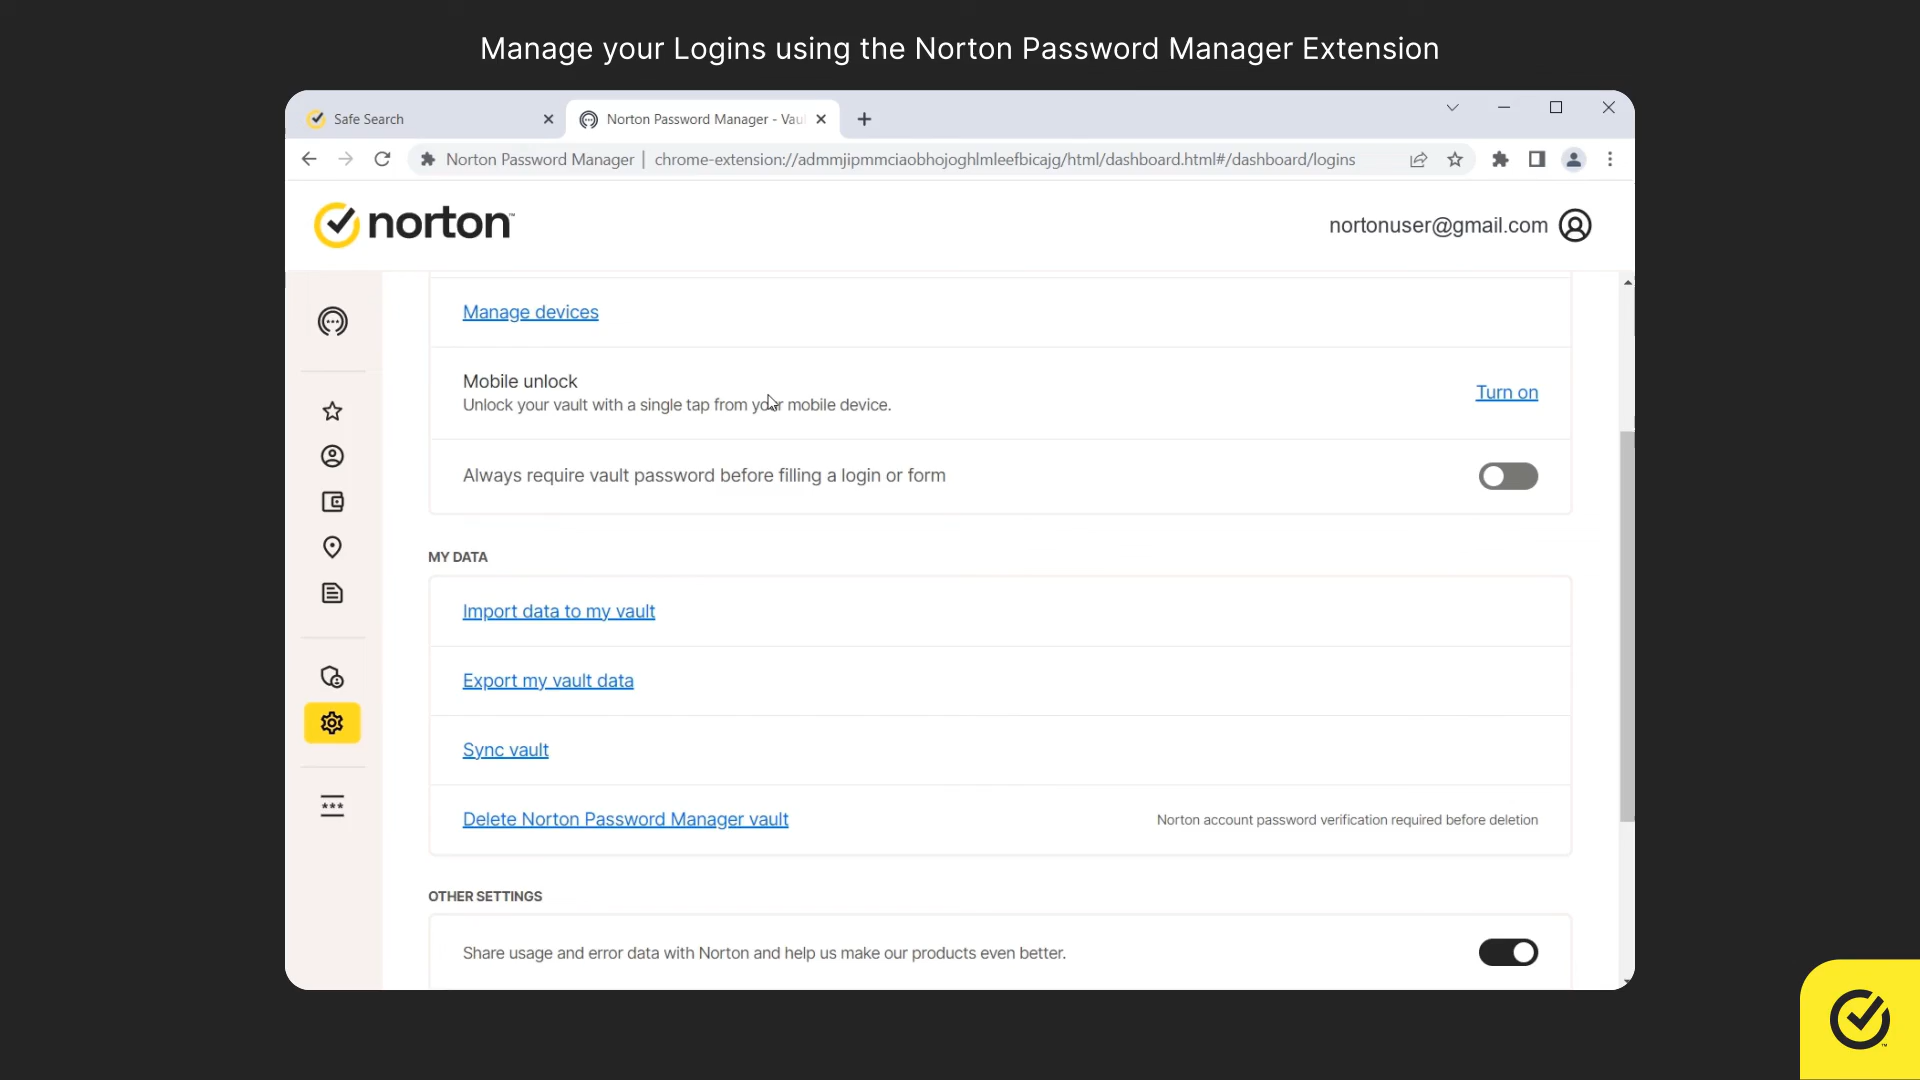 Manage your Logins using the Norton Password Manager Extension
Safe Search
Norton Password Manager - Vau
Norton Password Manager | chrome-extension://admmjipmmciaobhojoghlmleefbicajg/html/dashboard.html#/dashboard/logins
norton™
nortonuser@gmail.com
Manage devices
Mobile unlock
Unlock your vault with a single tap from your mobile device.
Turn on
Always require vault password before filling a login or form
MY DATA
Import data to my vault
Export my vault data
Sync vault
Delete Norton Password Manager vault
Norton account password verification required before deletion
OTHER SETTINGS
Share usage and error data with Norton and help us make our products even better.